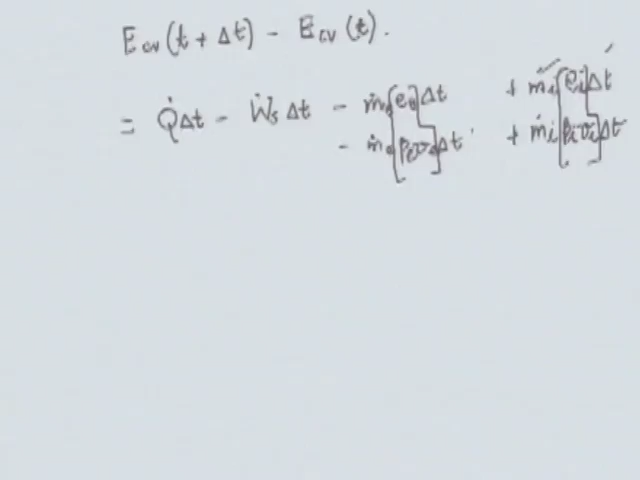 E_cv (t + Δt) - E_cv (t).
= Q̇Δt - Ẇ_s Δt - ṁ_e[e_e]Δt + ṁ_i[e_i]Δt
- ṁ_e[p_e v_e]Δt + ṁ_i[p_i v_i]Δt